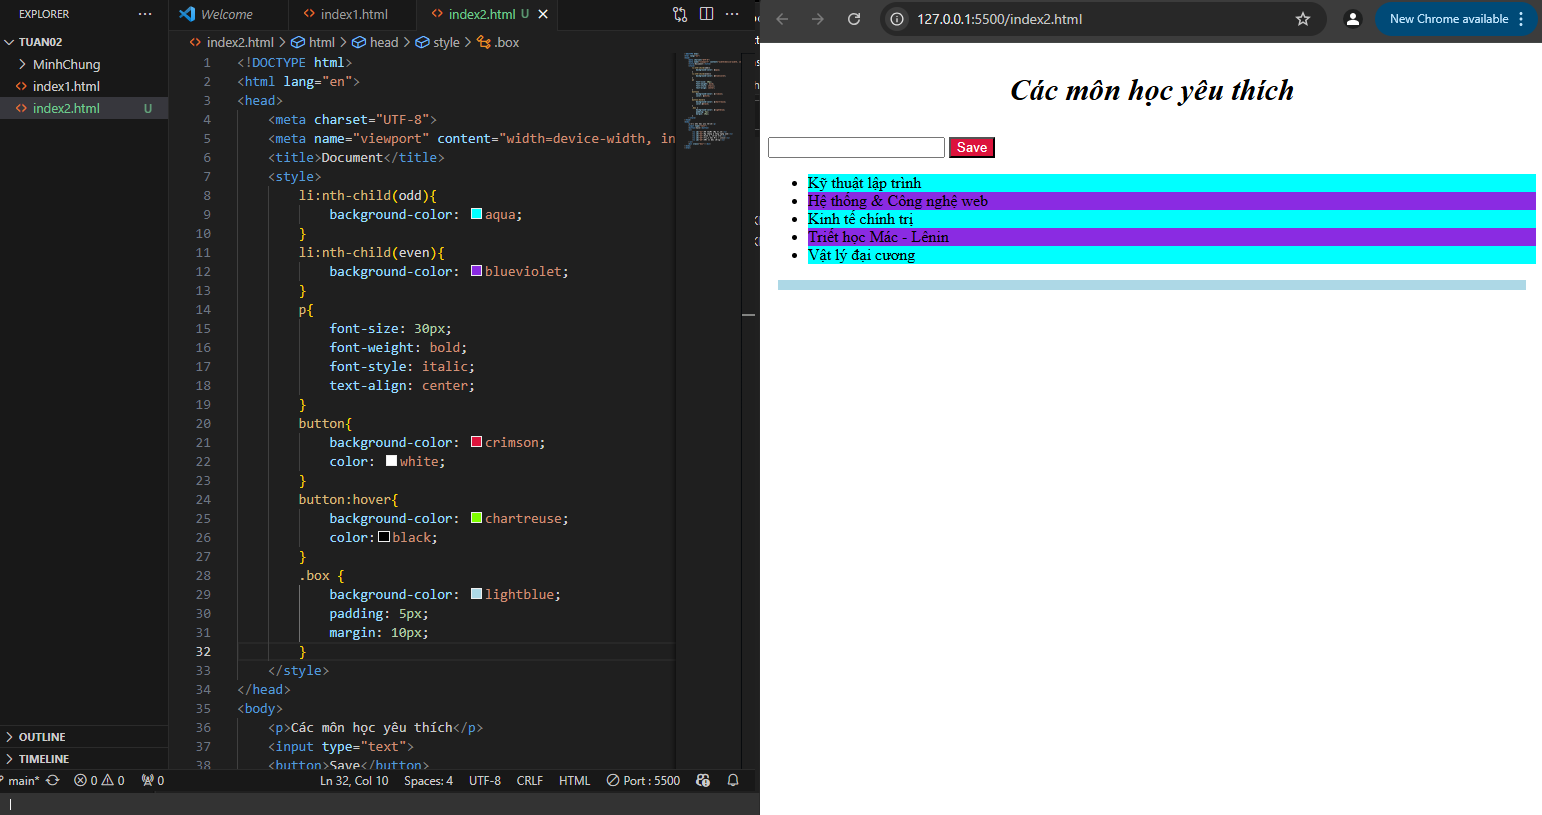 EXPLORER
TUAN02
MinhChung
index1.html
index2.html U
OUTLINE
TIMELINE
Welcome
index1.html
index2.html U
index2.html > html > head > style > .box
1 <!DOCTYPE html>
2 <html lang="en">
3 <head>
4 <meta charset="UTF-8">
5 <meta name="viewport" content="width=device-width, in
6 <title>Document</title>
7 <style>
8 li:nth-child(odd){
9 background-color: aqua;
10 }
11 li:nth-child(even){
12 background-color: blueviolet;
13 }
14 p{
15 font-size: 30px;
16 font-weight: bold;
17 font-style: italic;
18 text-align: center;
19 }
20 button{
21 background-color: crimson;
22 color: white;
23 }
24 button:hover{
25 background-color: chartreuse;
26 color: black;
27 }
28 .box {
29 background-color: lightblue;
30 padding: 5px;
31 margin: 10px;
32 }
33 </style>
34 </head>
35 <body>
36 <p>Các môn học yêu thích</p>
37 <input type="text">
38 <button>Save</button>
main* 0 0 0 Ln 32, Col 10 Spaces: 4 UTF-8 CRLF HTML Port : 5500
127.0.0.1:5500/index2.html
New Chrome available
Các môn học yêu thích
Save
Kỹ thuật lập trình
Hệ thống & Công nghệ web
Kinh tế chính trị
Triết học Mác - Lênin
Vật lý đại cương